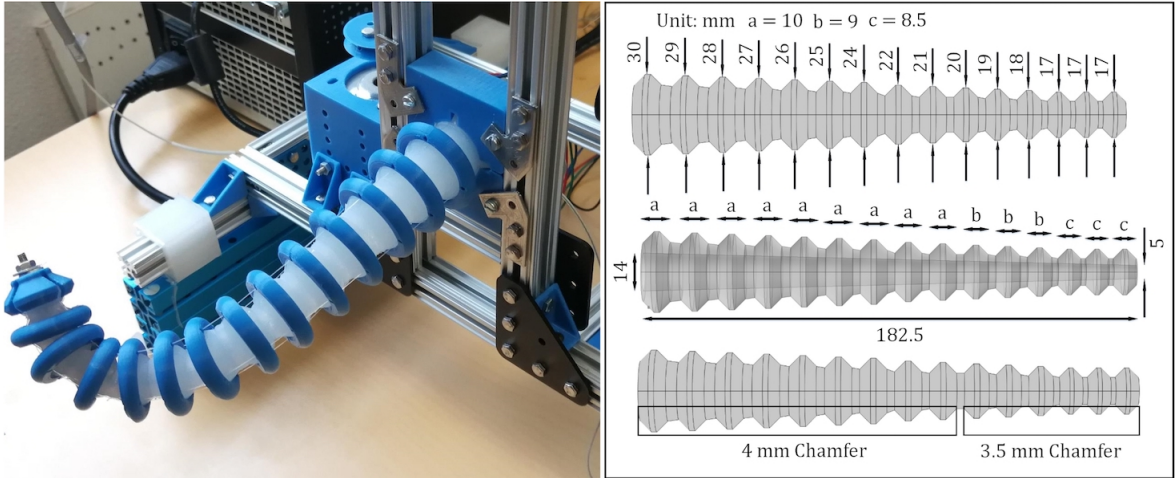 Unit: mm a = 10 b = 9 c = 8.5
30 29 28 27 26 25 24 22 21 20 19 18 17 17 17
a a a a a a a a a b b b c c c
14
5
182.5
4 mm Chamfer 3.5 mm Chamfer